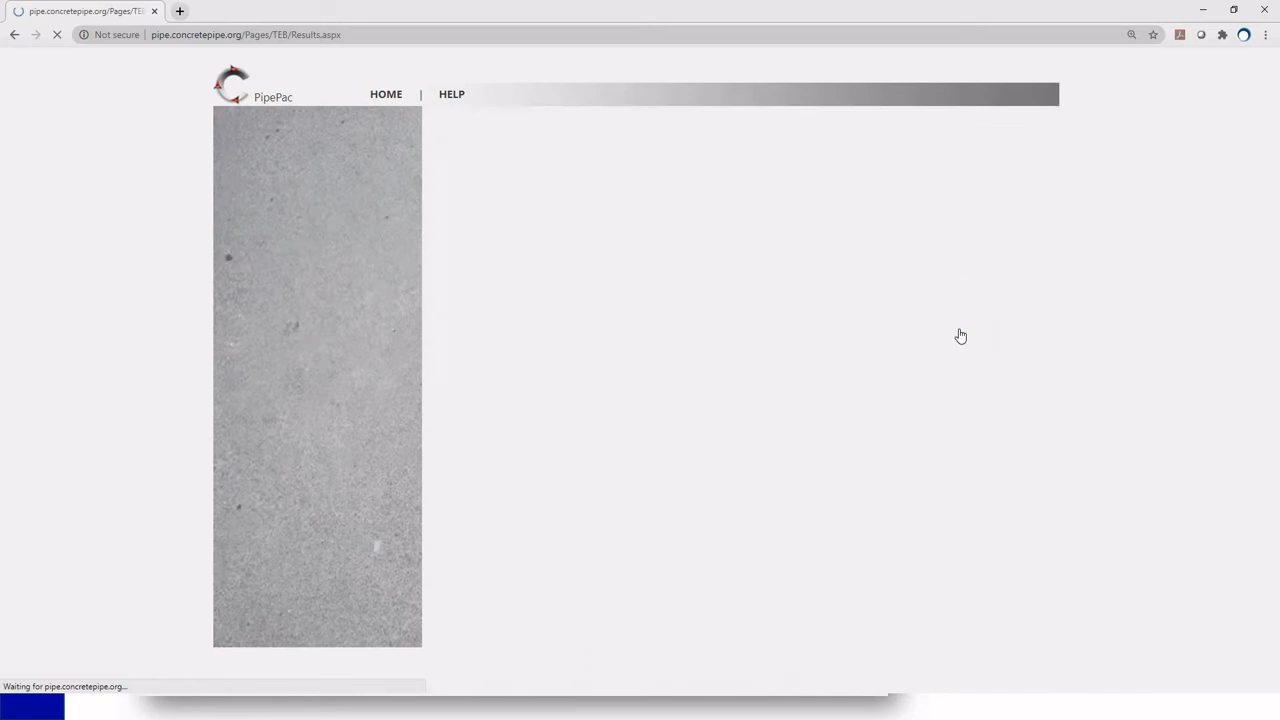 pipe.concretepipe.org/Pages/TE
Not secure | pipe.concretepipe.org/Pages/TEB/Results.aspx
PipePac
HOME | HELP
Waiting for pipe.concretepipe.org...